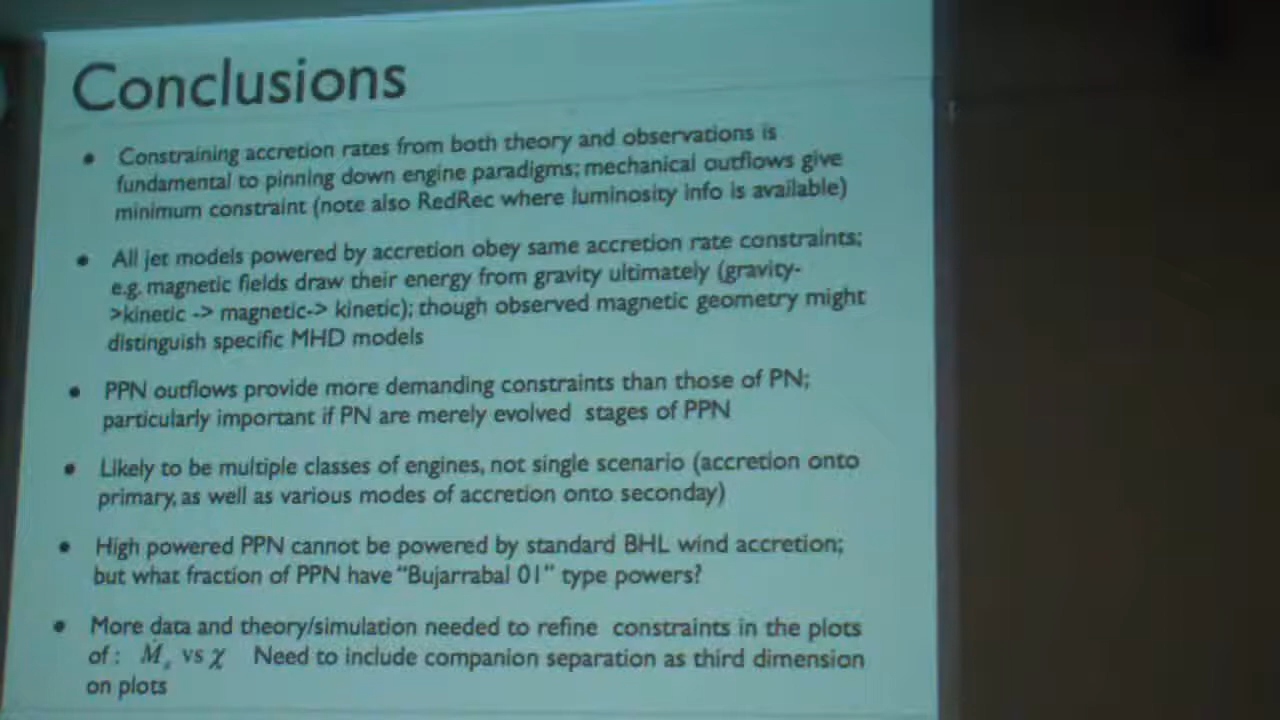 Conclusions
• Constraining accretion rates from both theory and observations is
fundamental to pinning down engine paradigms; mechanical outflows give
minimum constraint (note also RedRec where luminosity info is available)
• All jet models powered by accretion obey same accretion rate constraints;
e.g. magnetic fields draw their energy from gravity ultimately (gravity-
>kinetic -> magnetic-> kinetic); though observed magnetic geometry might
distinguish specific MHD models
• PPN outflows provide more demanding constraints than those of PN;
particularly important if PN are merely evolved stages of PPN
• Likely to be multiple classes of engines, not single scenario (accretion onto
primary, as well as various modes of accretion onto seconday)
• High powered PPN cannot be powered by standard BHL wind accretion;
but what fraction of PPN have “Bujarrabal 01” type powers?
• More data and theory/simulation needed to refine constraints in the plots
of : Ṁ vs χ Need to include companion separation as third dimension
on plots